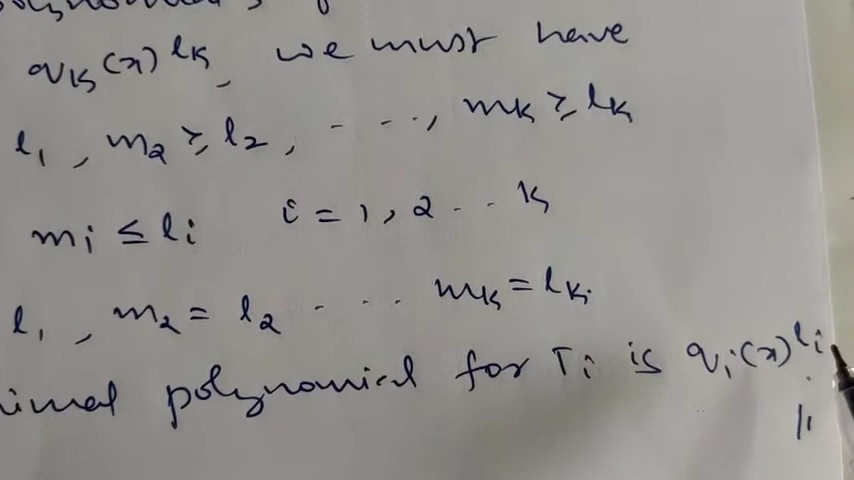 q_k(x)^{l_k}, we must have
l_1, m_2 ≥ l_2, - - .., m_k ≥ l_k
m_i ≤ l_i i = 1, 2 . . k
l_1, m_2 = l_2 - . . . m_k = l_k.
polynomial for T_i is q_i(x)^{l_i}.